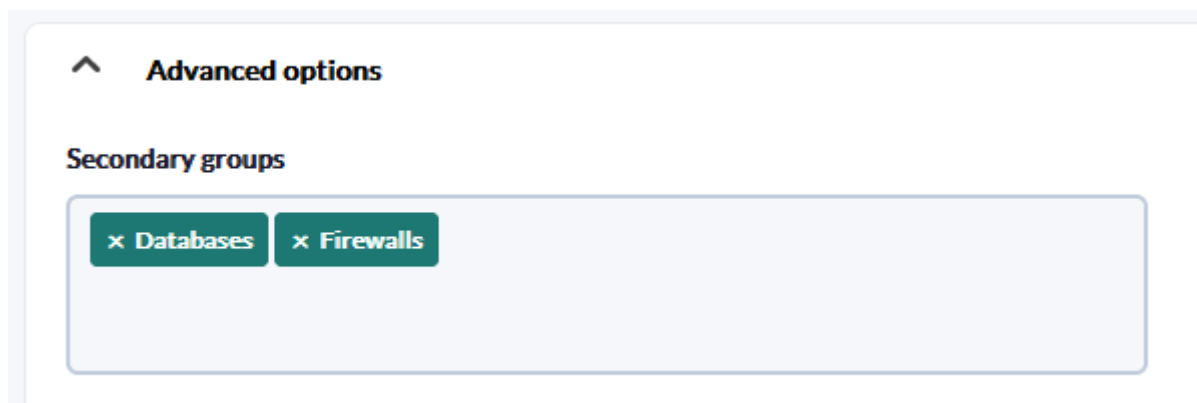 Advanced options
Secondary groups
× Databases × Firewalls